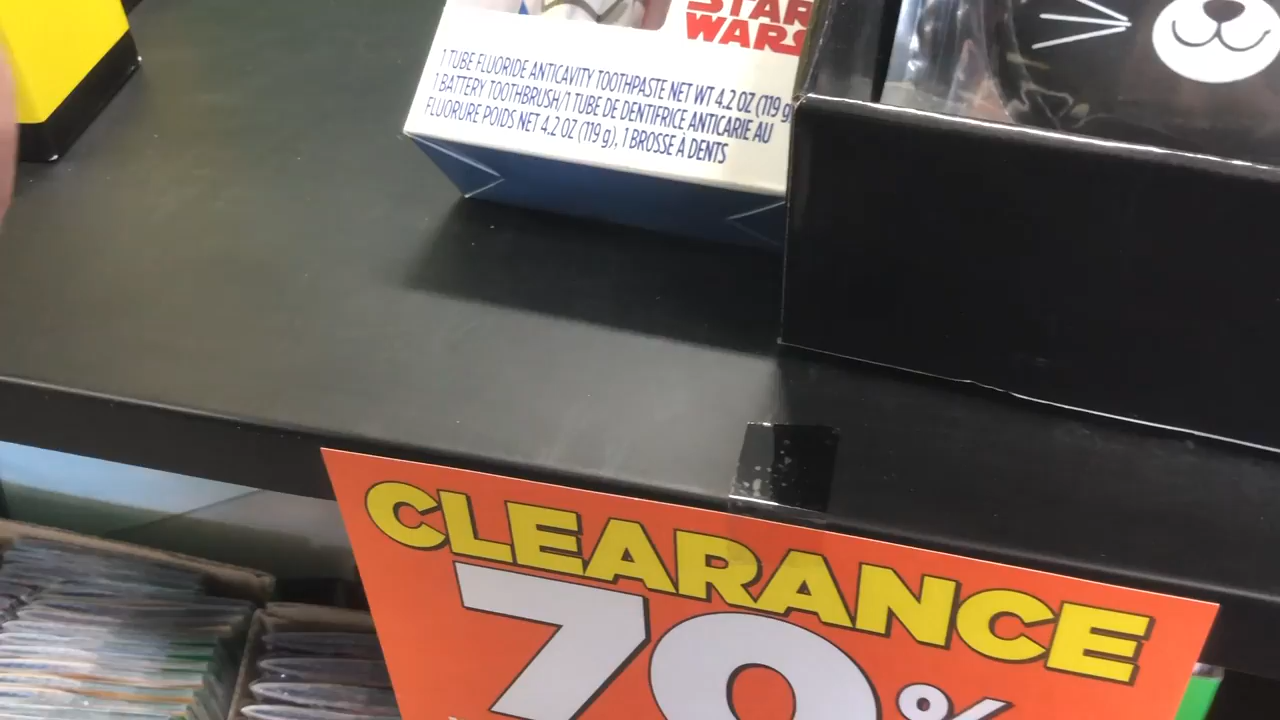 STAR
WARS
1 TUBE FLUORIDE ANTICAVITY TOOTHPASTE NET WT 4.2 OZ (119 g
1 BATTERY TOOTHBRUSH/1 TUBE DE DENTIFRICE ANTICARIE AU
FLUORURE POIDS NET 4.2 OZ (119 g), 1 BROSSE À DENTS
CLEARANCE
70%